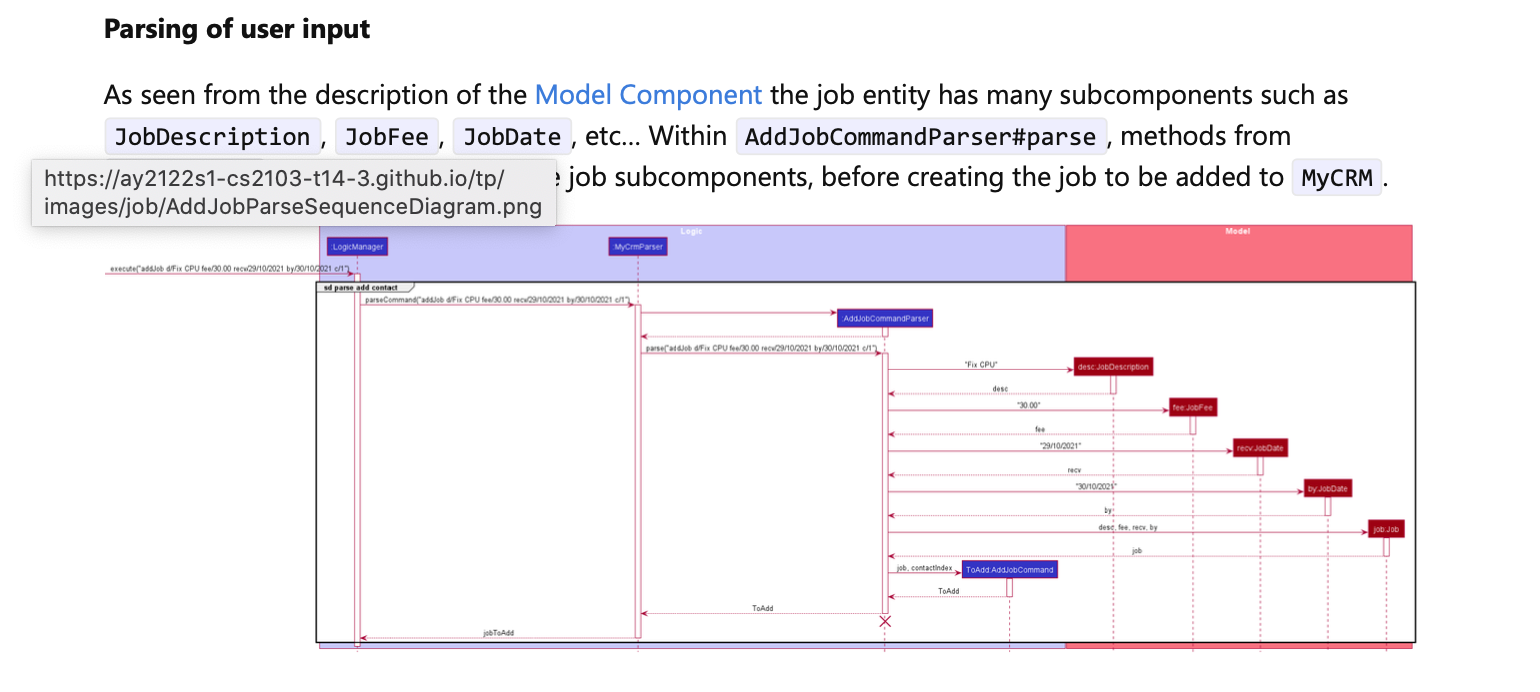 Parsing of user input
As seen from the description of the Model Component the job entity has many subcomponents such as
JobDescription, JobFee, JobDate, etc... Within AddJobCommandParser#parse, methods from
https://ay2122s1-cs2103-t14-3.github.io/tp/
images/job/AddJobParseSequenceDiagram.png
job subcomponents, before creating the job to be added to MyCRM.
Logic
Model
:LogicManager
:MyCrmParser
execute("addJob d/Fix CPU fee/30.00 recv/29/10/2021 by/30/10/2021 c/1")
sd parse add contact
parseCommand("addJob d/Fix CPU fee/30.00 recv/29/10/2021 by/30/10/2021 c/1")
:AddJobCommandParser
parse("addJob d/Fix CPU fee/30.00 recv/29/10/2021 by/30/10/2021 c/1")
"Fix CPU"
desc:JobDescription
desc
"30.00"
fee:JobFee
fee
"29/10/2021"
recv:JobDate
recv
"30/10/2021"
by:JobDate
by
desc, fee, recv, by
job:Job
job
job, contactIndex
ToAdd:AddJobCommand
ToAdd
ToAdd
jobToAdd